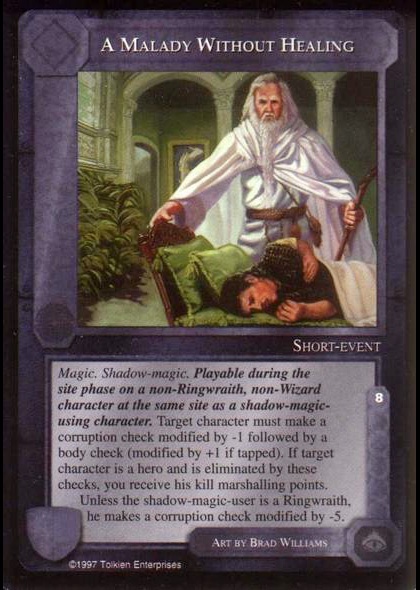 A Malady Without Healing
Short-event
Magic. Shadow-magic. Playable during the
site phase on a non-Ringwraith, non-Wizard
character at the same site as a shadow-magic-
using character. Target character must make a
corruption check modified by -1 followed by a
body check (modified by +1 if tapped). If target
character is a hero and is eliminated by these
checks, you receive his kill marshalling points.
Unless the shadow-magic-user is a Ringwraith,
he makes a corruption check modified by -5.
8
Art by Brad Williams
©1997 Tolkien Enterprises